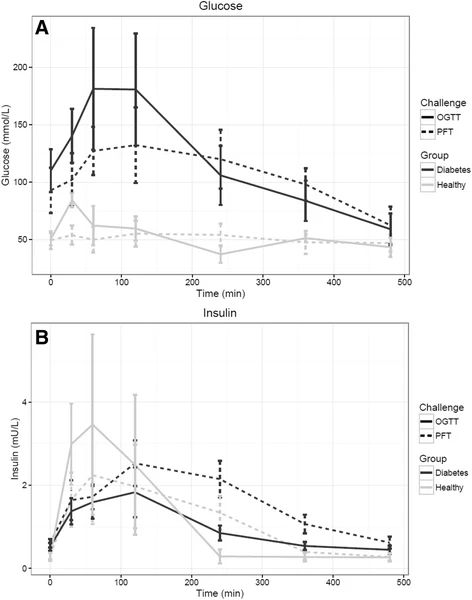 Glucose
A
200
150
100
50
Glucose (mmol/L)
0 100 200 300 400 500
Time (min)
Challenge
OGTT
PFT
Group
Diabetes
Healthy
Insulin
B
4
2
0
Insulin (mU/L)
0 100 200 300 400 500
Time (min)
Challenge
OGTT
PFT
Group
Diabetes
Healthy